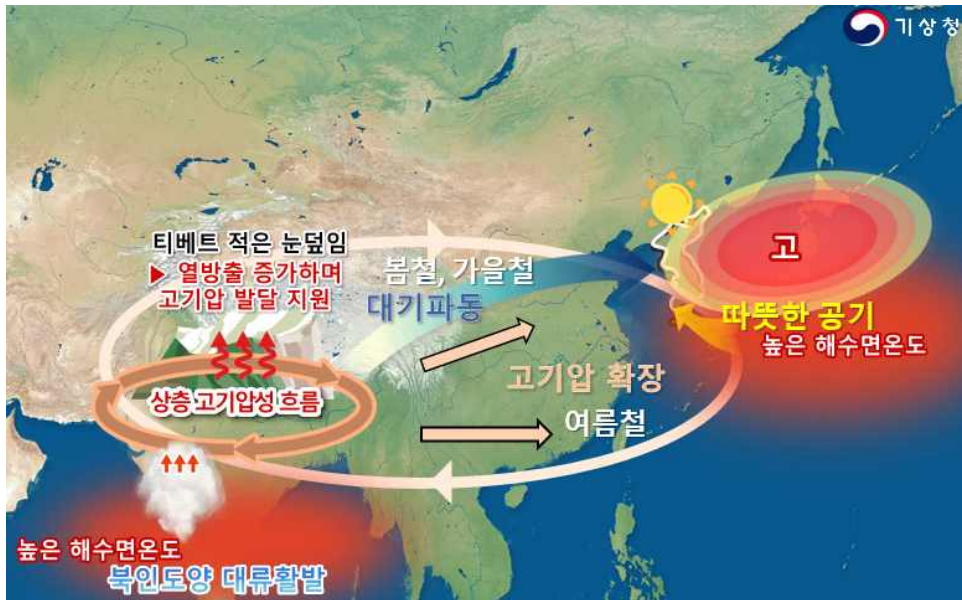 기상청
티베트 적은 눈덮임
▶ 열방출 증가하며
고기압 발달 지원
봄철, 가을철
대기파동
고
따뜻한 공기
높은 해수면온도
고기압 확장
여름철
상층 고기압성 흐름
높은 해수면온도
북인도양 대류활발